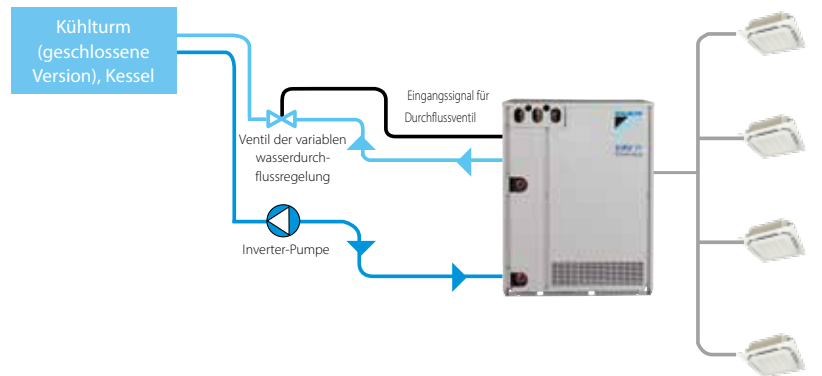 Kühlturm
(geschlossene
Version), Kessel
Eingangssignal für
Durchflussventil
Ventil der variablen
wasserdurch-
flussregelung
Inverter-Pumpe